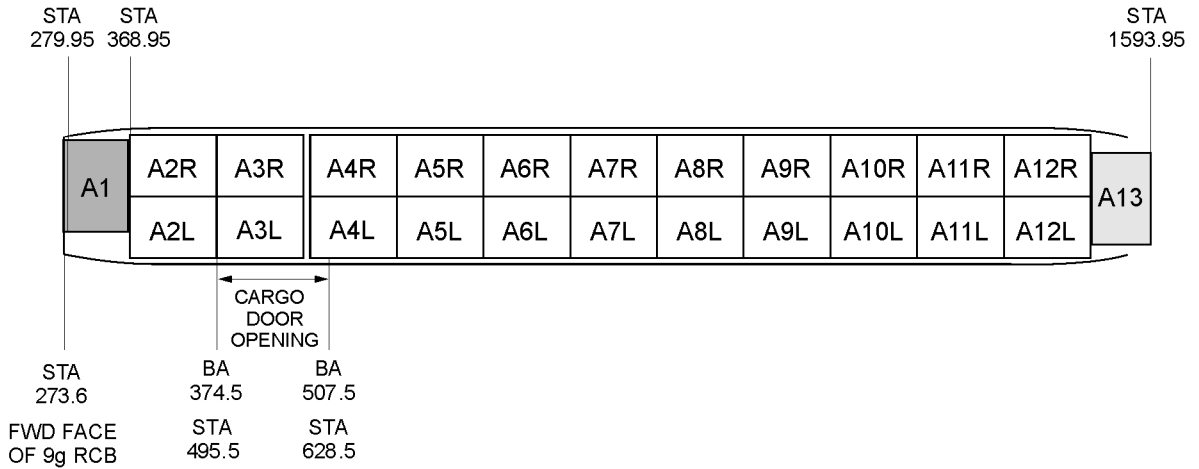 STA
279.95
STA
368.95
STA
1593.95
A1
A2R
A3R
A4R
A5R
A6R
A7R
A8R
A9R
A10R
A11R
A12R
A13
A2L
A3L
A4L
A5L
A6L
A7L
A8L
A9L
A10L
A11L
A12L
CARGO
DOOR
OPENING
STA
273.6
FWD FACE
OF 9g RCB
BA
374.5
STA
495.5
BA
507.5
STA
628.5